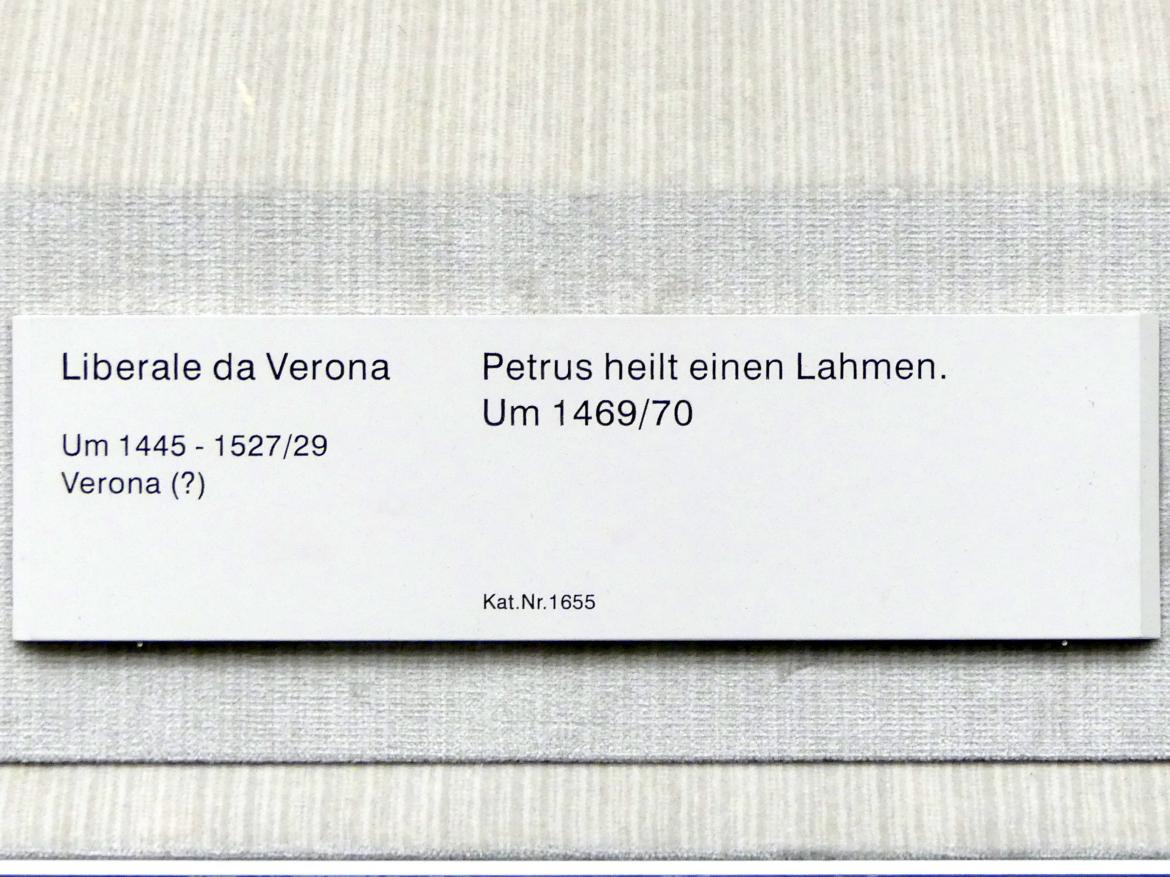 Liberale da Verona
Um 1445 - 1527/29
Verona (?)
Petrus heilt einen Lahmen.
Um 1469/70
Kat.Nr.1655